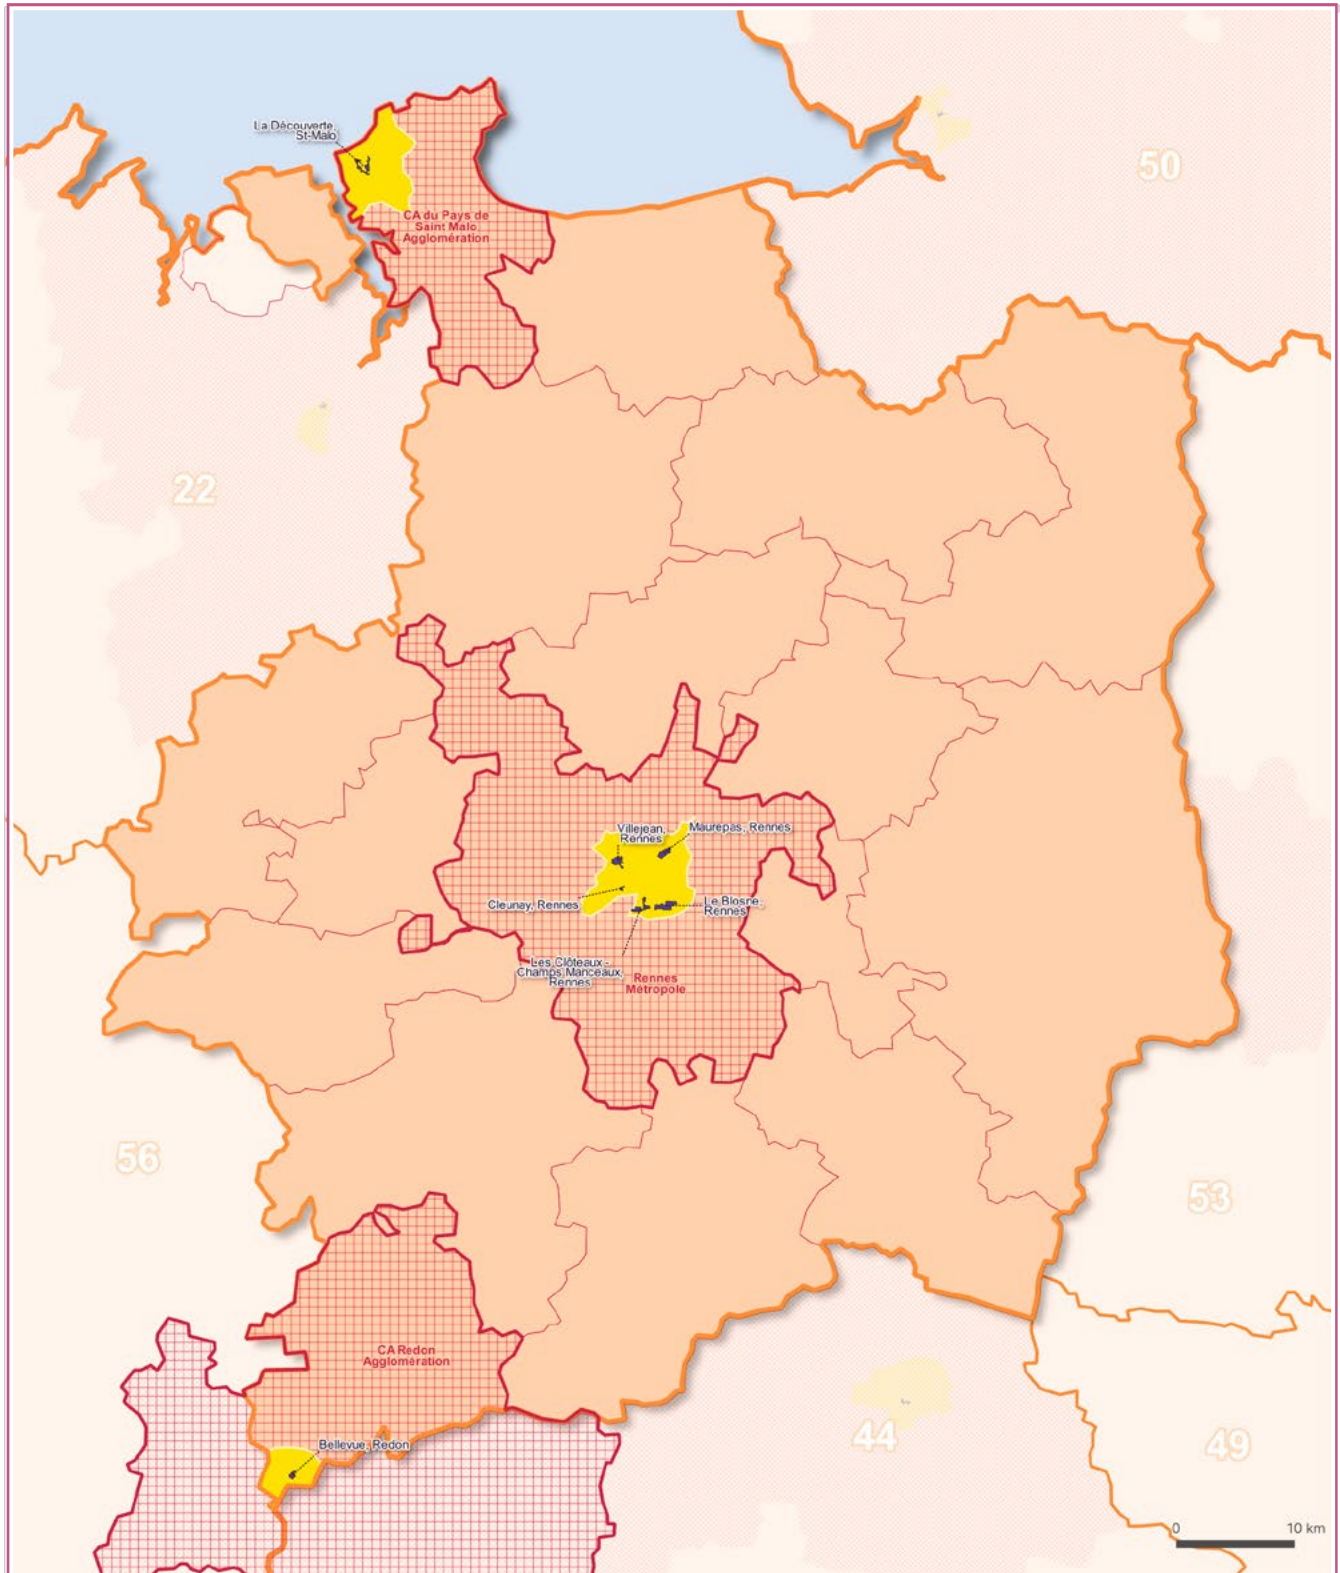 La Découverte,
St-Malo
50
CA du Pays de
Saint Malo
Agglomération
22
Villejean,
Rennes
Maurepas, Rennes
Cleunay, Rennes
Le Blosne,
Rennes
Les Clôteaux -
Champs Manceaux,
Rennes
Rennes
Métropole
56
53
CA Redon
Agglomération
Bellevue, Redon
44
49
0
10 km